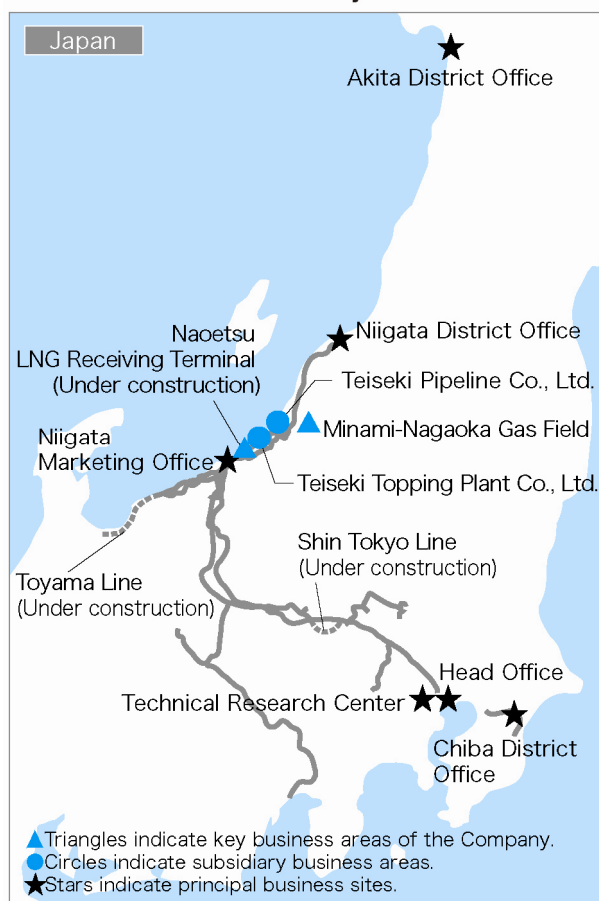 Japan
Akita District Office
Naoetsu
LNG Receiving Terminal
(Under construction)
Niigata District Office
Teiseki Pipeline Co., Ltd.
Minami-Nagaoka Gas Field
Niigata
Marketing Office
Teiseki Topping Plant Co., Ltd.
Shin Tokyo Line
(Under construction)
Toyama Line
(Under construction)
Head Office
Technical Research Center
Chiba District
Office
Triangles indicate key business areas of the Company.
Circles indicate subsidiary business areas.
Stars indicate principal business sites.